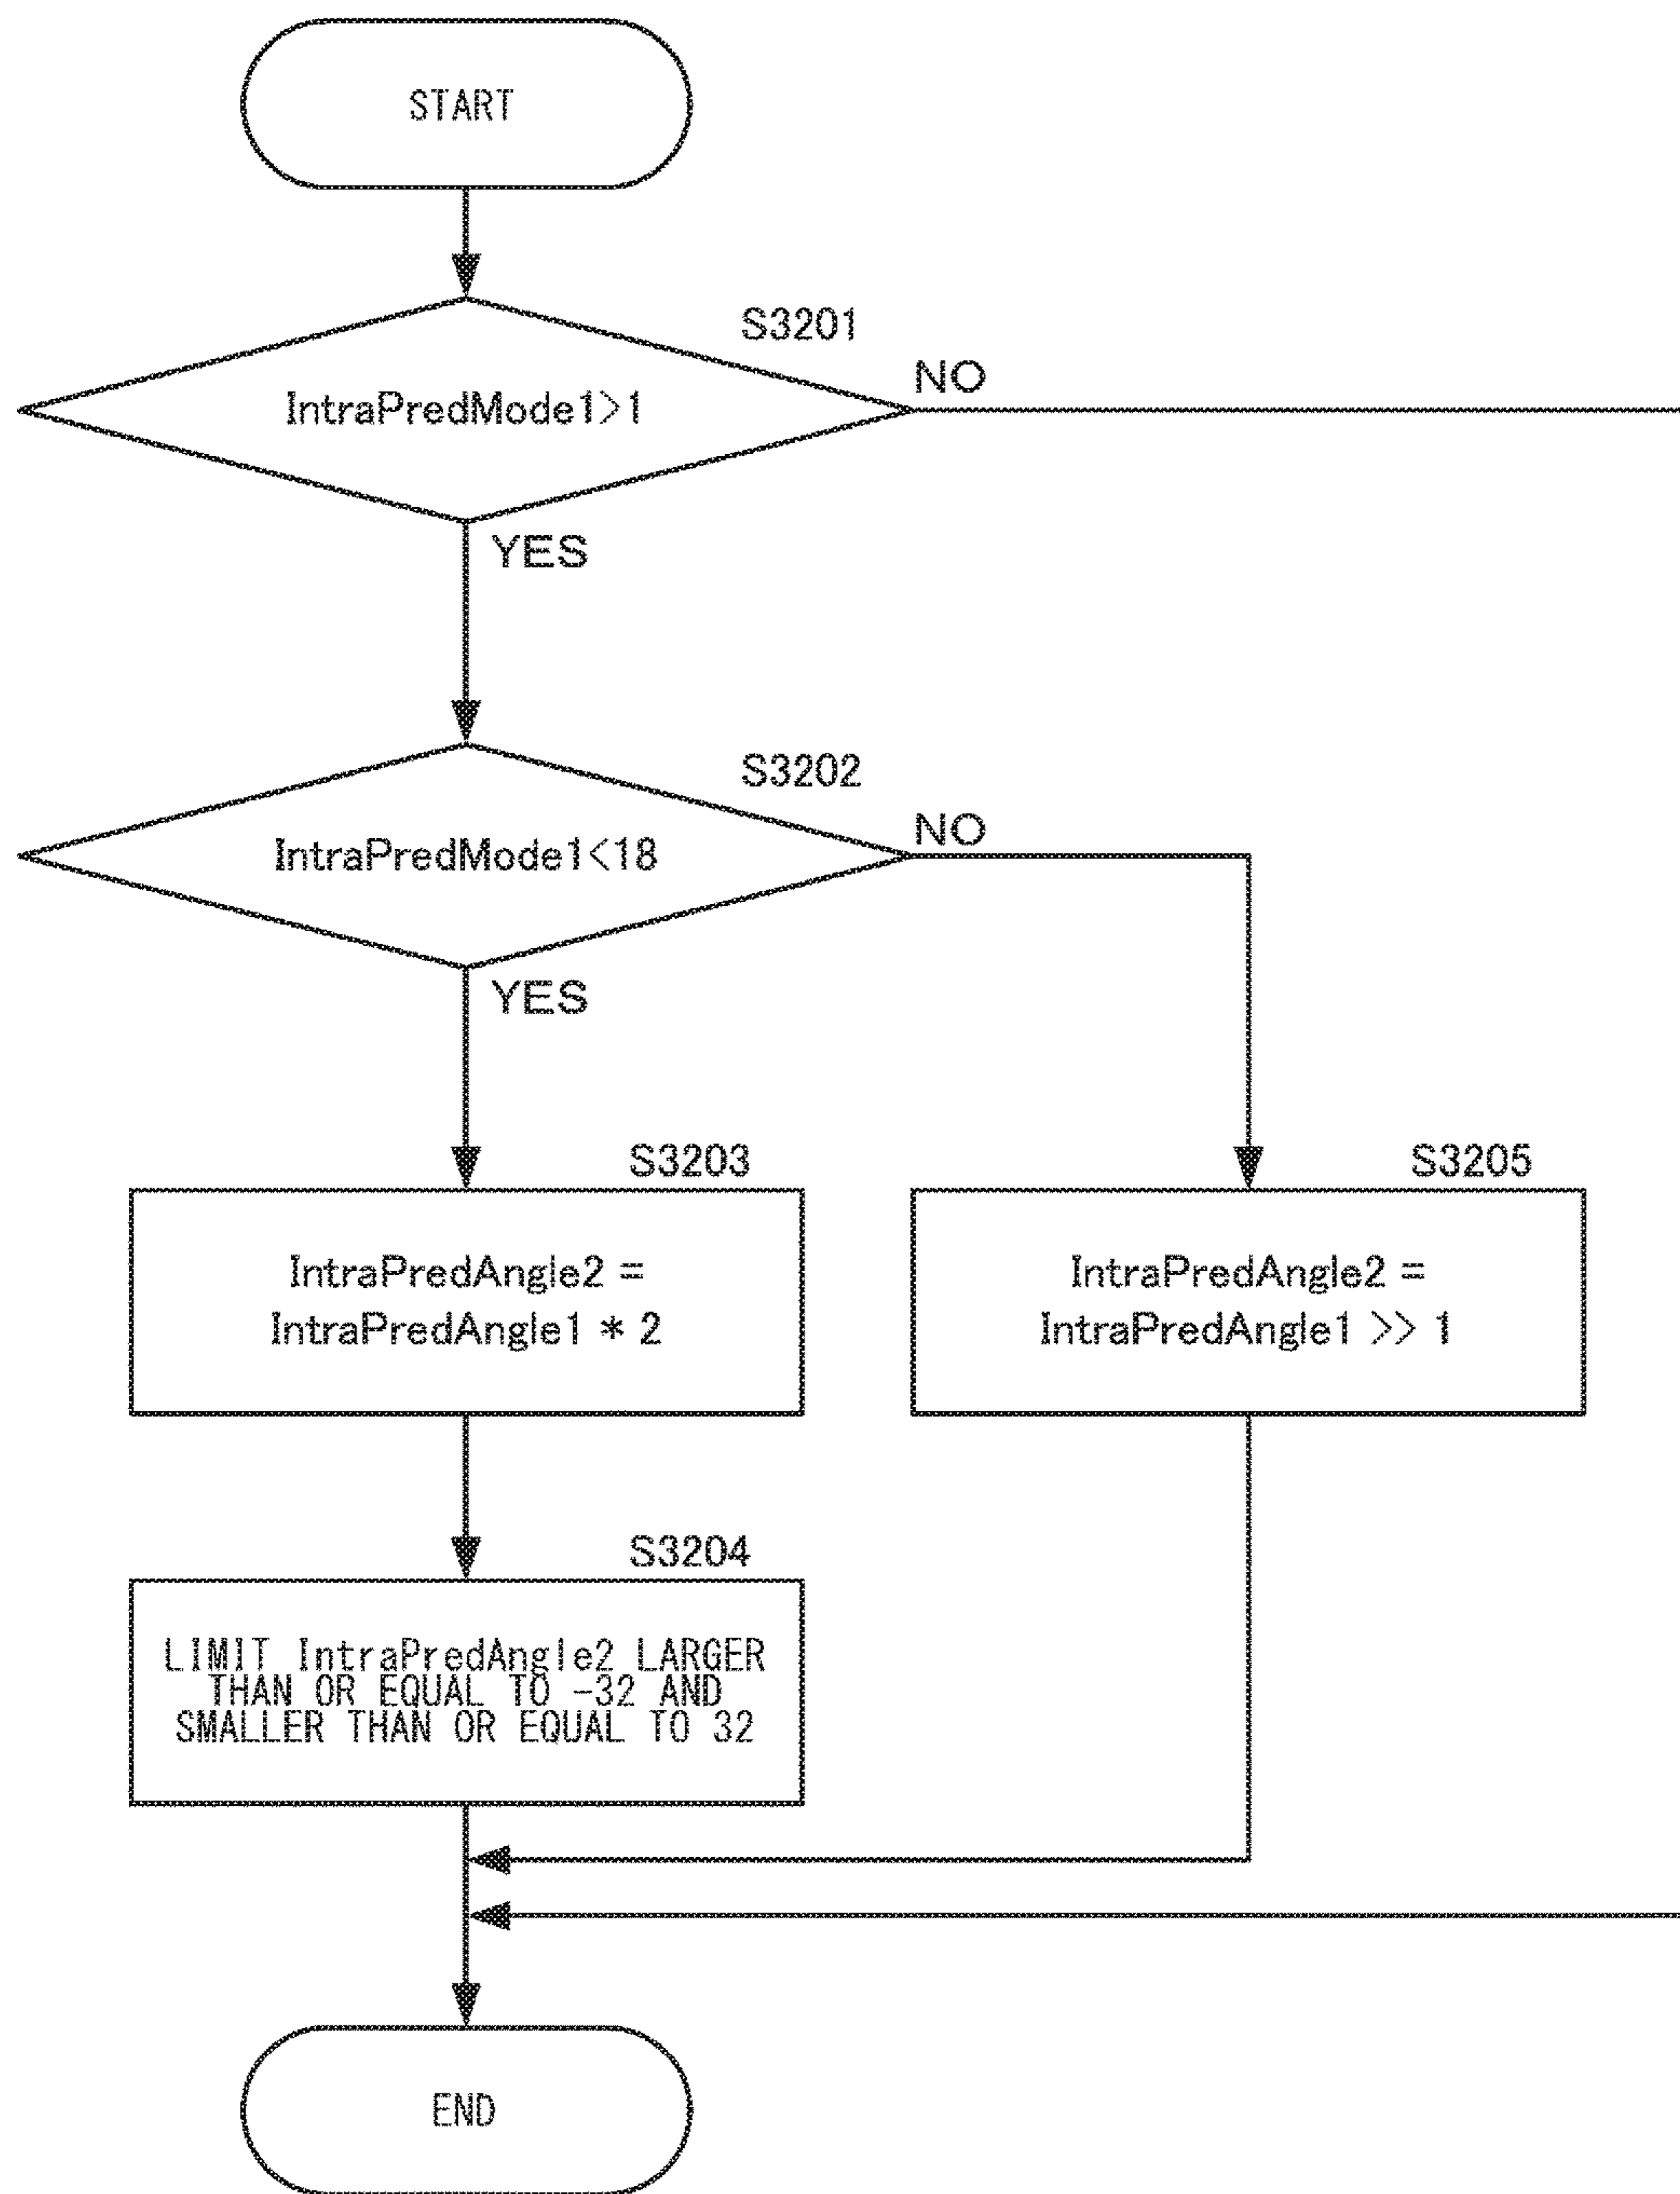 START
S3201
IntraPredMode1>1
NO
YES
S3202
IntraPredMode1<18
NO
YES
S3203
IntraPredAngle2 =
IntraPredAngle1 * 2
S3205
IntraPredAngle2 =
IntraPredAngle1 >> 1
S3204
LIMIT IntraPredAngle2 LARGER
THAN OR EQUAL TO -32 AND
SMALLER THAN OR EQUAL TO 32
END